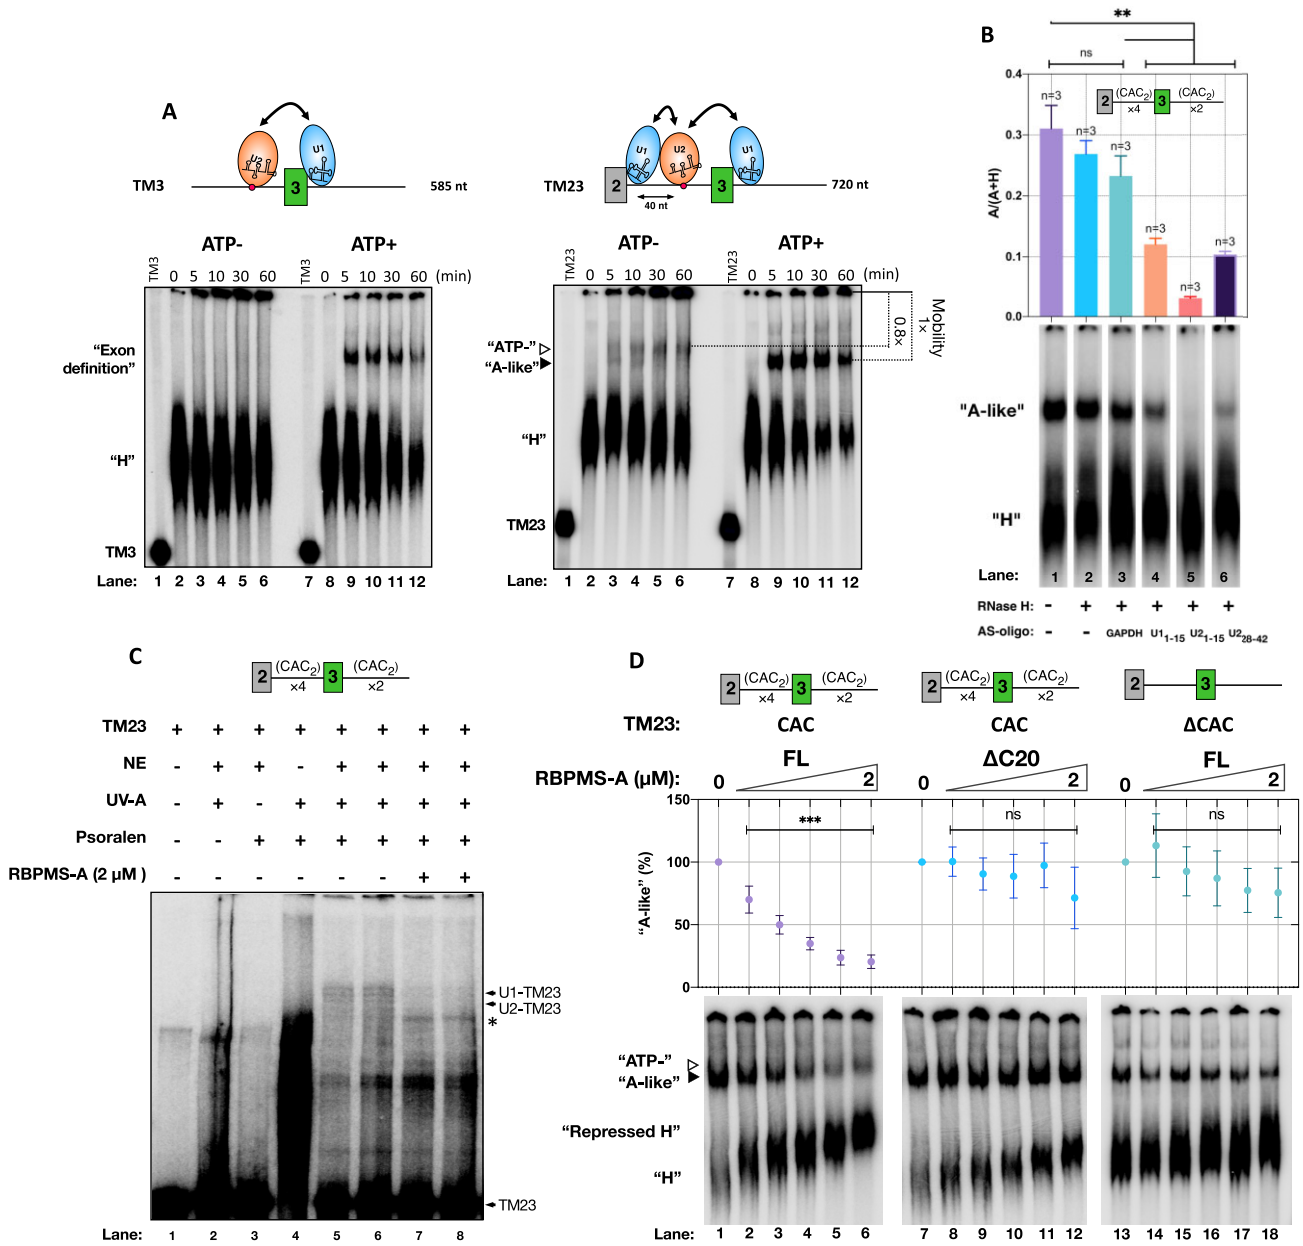 A
U2
U1
3
TM3
585 nt
ATP-
ATP+
TM3 0 5 10 30 60 TM3 0 5 10 30 60 (min)
“Exon
definition”
“H”
TM3
Lane: 1 2 3 4 5 6 7 8 9 10 11 12
U1
U2
U1
2
3
40 nt
TM23
720 nt
ATP-
ATP+
TM23 0 5 10 30 60 (min) TM23 0 5 10 30 60 (min)
“ATP-”
“A-like”
“H”
TM23
0.8×
1×
Mobility
Lane: 1 2 3 4 5 6 7 8 9 10 11 12
B
**
ns
0.4
0.3
0.2
0.1
0.0
A/(A+H)
n=3
n=3
n=3
n=3
n=3
n=3
2 (CAC2) ×4 3 (CAC2) ×2
"A-like"
"H"
Lane: 1 2 3 4 5 6
RNase H: - + + + + +
AS-oligo: - - GAPDH U11-15 U21-15 U228-42
C
2 (CAC2) ×4 3 (CAC2) ×2
TM23 + + + + + + + +
NE - + + - + + + +
UV-A - + - + + + + +
Psoralen - - + + + + + +
RBPMS-A (2 µM ) - - - - - - + +
U1-TM23
U2-TM23
*
TM23
Lane: 1 2 3 4 5 6 7 8
D
2 (CAC2) ×4 3 (CAC2) ×2
2 (CAC2) ×4 3 (CAC2) ×2
2 3
TM23: CAC CAC ΔCAC
FL ΔC20 FL
RBPMS-A (µM): 0 2 0 2 0 2
150
100
50
0
“A-like” (%)
***
ns
ns
“ATP-”
“A-like”
“Repressed H”
“H”
Lane: 1 2 3 4 5 6 7 8 9 10 11 12 13 14 15 16 17 18